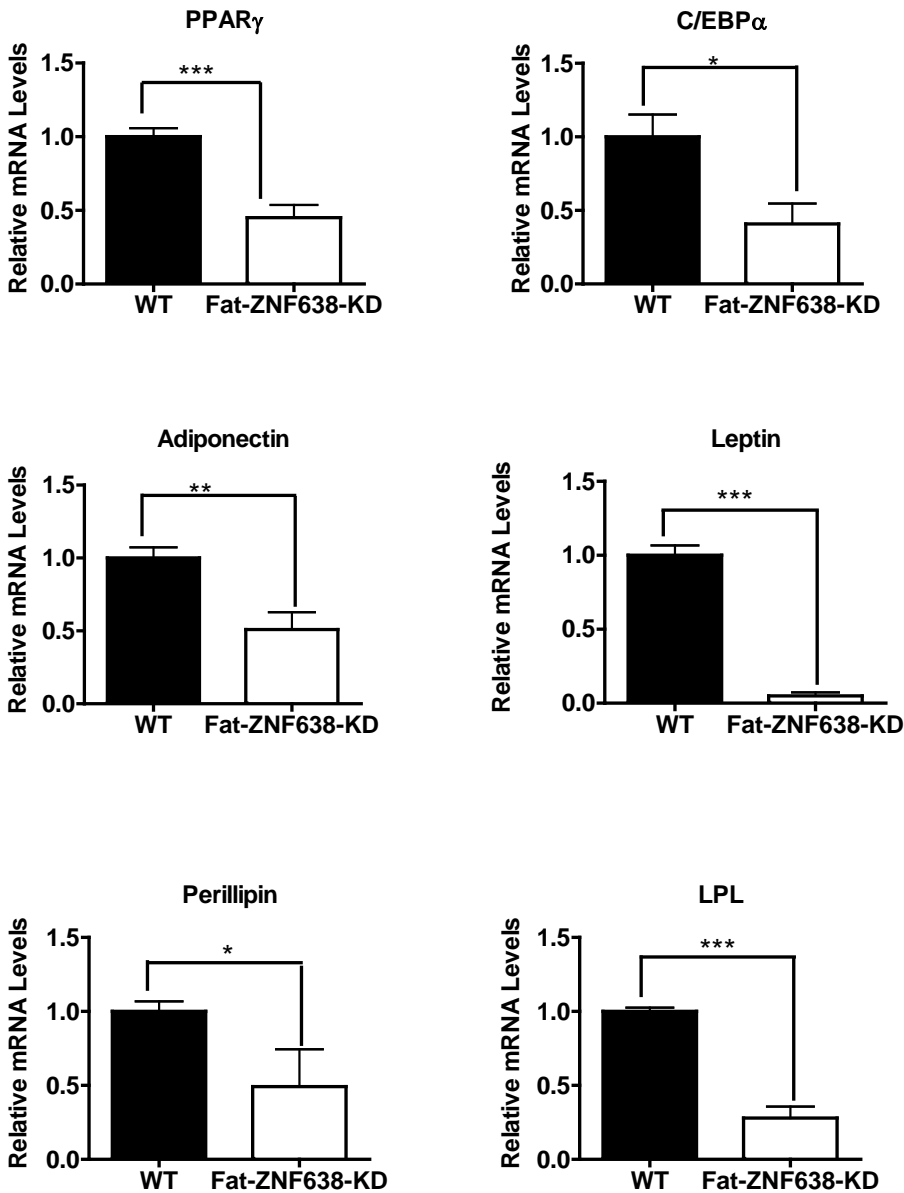 PPARγ
Relative mRNA Levels
1.5
***
1.0
0.5
0.0
WT Fat-ZNF638-KD
C/EBPα
Relative mRNA Levels
1.5
*
1.0
0.5
0.0
WT Fat-ZNF638-KD
Adiponectin
Relative mRNA Levels
1.5
**
1.0
0.5
0.0
WT Fat-ZNF638-KD
Leptin
Relative mRNA Levels
1.5
***
1.0
0.5
0.0
WT Fat-ZNF638-KD
Perillipin
Relative mRNA Levels
1.5
*
1.0
0.5
0.0
WT Fat-ZNF638-KD
LPL
Relative mRNA Levels
1.5
***
1.0
0.5
0.0
WT Fat-ZNF638-KD